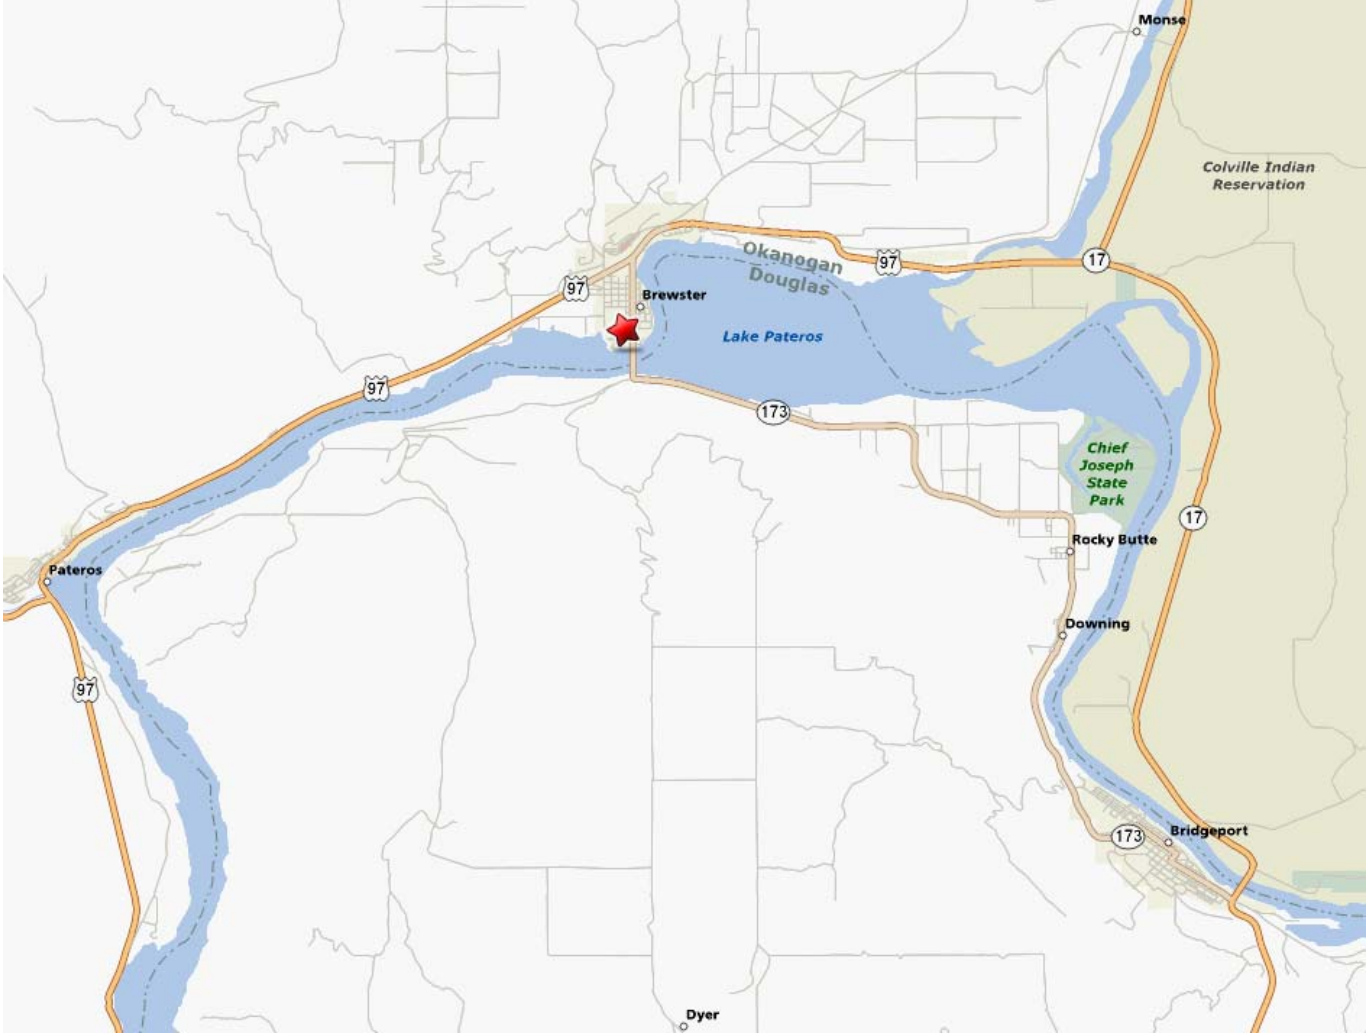 Monse
Colville Indian
Reservation
Okanogan
Douglas
97
17
97
Brewster
Lake Pateros
97
173
Chief
Joseph
State
Park
17
Rocky Butte
Pateros
Downing
97
173
Bridgeport
Dyer